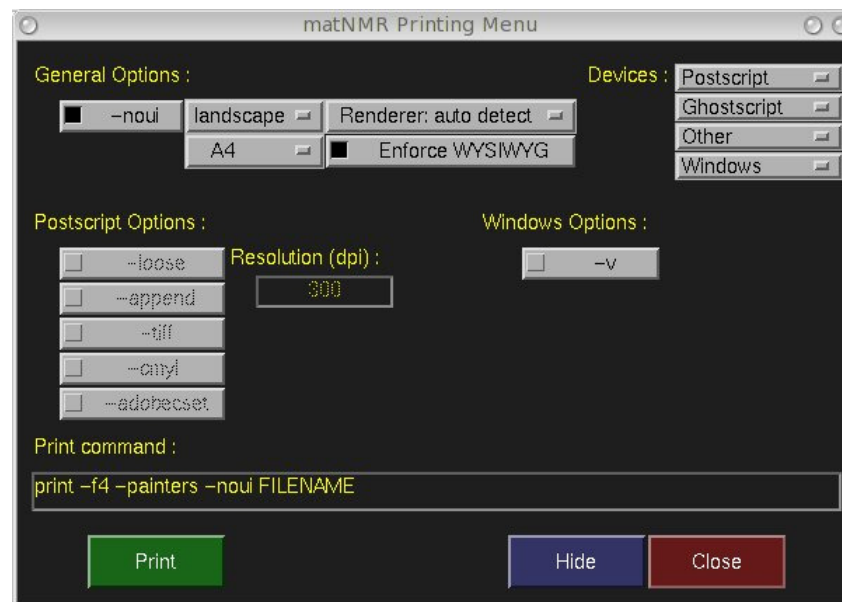 matNMR Printing Menu
General Options :
Devices :
Postscript
–noui
landscape
Renderer: auto detect
Ghostscript
A4
Enforce WYSIWYG
Other
Windows
Postscript Options :
Windows Options :
–loose
Resolution (dpi) :
–v
–append
300
–tiff
–cmyl
–adobecset
Print command :
print –f4 –painters –noui FILENAME
Print
Hide
Close